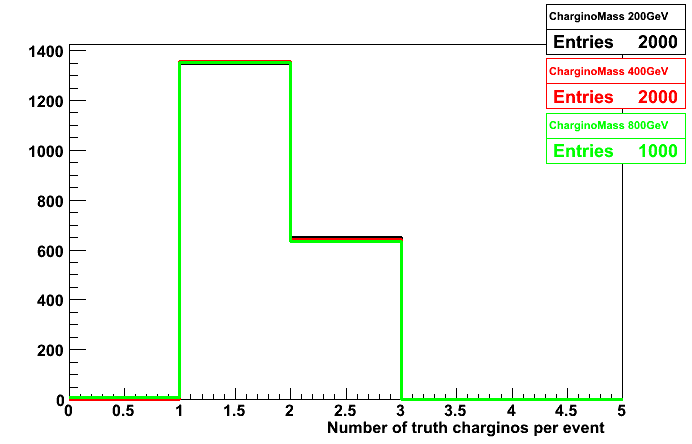 CharginoMass 200GeV
Entries 2000
CharginoMass 400GeV
Entries 2000
CharginoMass 800GeV
Entries 1000
1400
1200
1000
800
600
400
200
0
0 0.5 1 1.5 2 2.5 3 3.5 4 4.5 5
Number of truth charginos per event